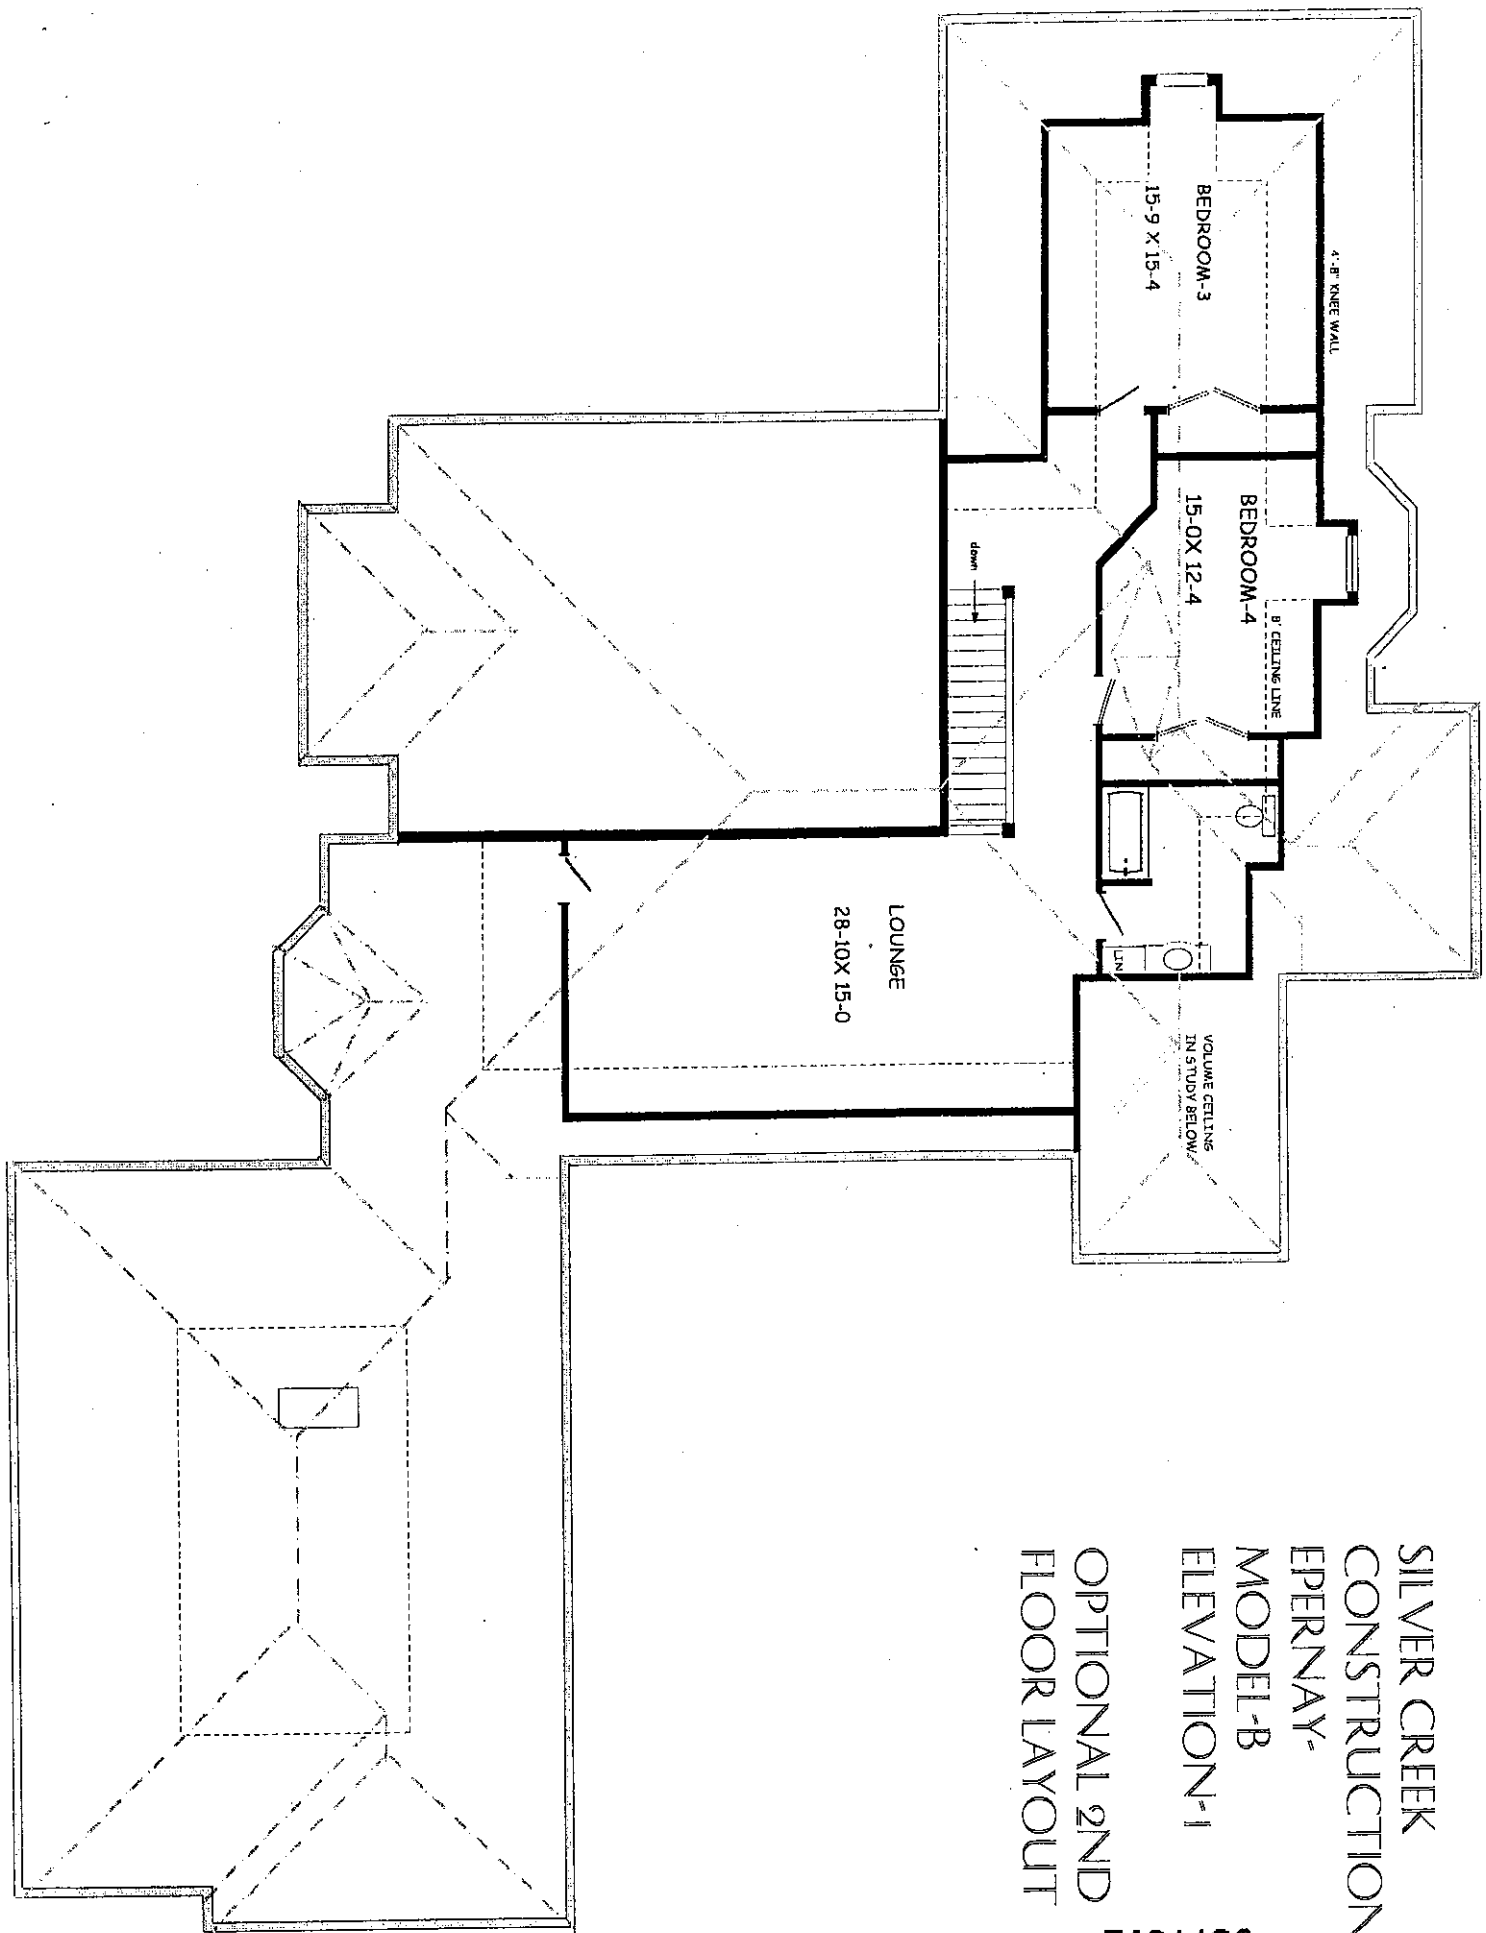 SILVER CREEK
CONSTRUCTION
EPERNAY-
MODEL-B
ELEVATION-1
OPTIONAL 2ND
FLOOR LAYOUT
4'-8" KNEE WALL
BEDROOM-3
15-9 X 15-4
BEDROOM-4
15-0X 12-4
8' CEILING LINE
down
LIN
VOLUME CEILING
IN STUDY BELOW
LOUNGE
28-10X 15-0